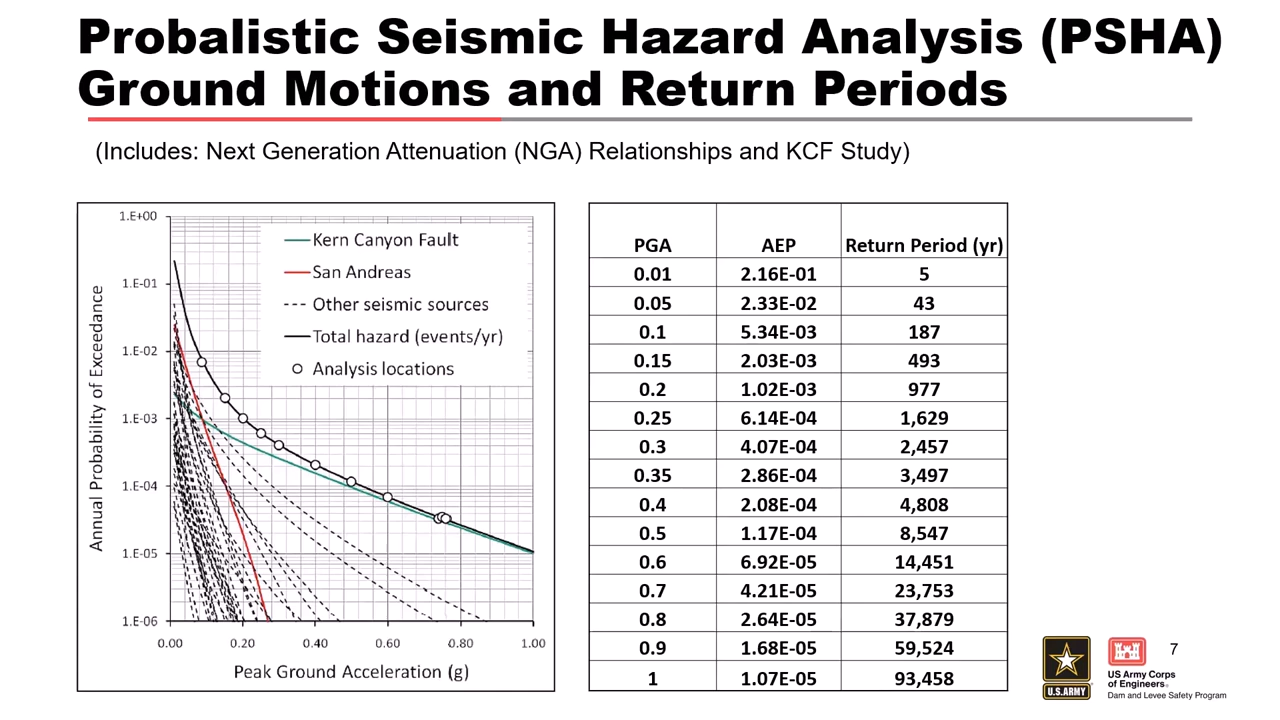 Probalistic Seismic Hazard Analysis (PSHA)
Ground Motions and Return Periods
(Includes: Next Generation Attenuation (NGA) Relationships and KCF Study)
1.E+00
1.E-01
1.E-02
1.E-03
1.E-04
1.E-05
1.E-06
Annual Probability of Exceedance
Kern Canyon Fault
San Andreas
Other seismic sources
Total hazard (events/yr)
Analysis locations
0.00 0.20 0.40 0.60 0.80 1.00
Peak Ground Acceleration (g)
PGA AEP Return Period (yr)
0.01 2.16E-01 5
0.05 2.33E-02 43
0.1 5.34E-03 187
0.15 2.03E-03 493
0.2 1.02E-03 977
0.25 6.14E-04 1,629
0.3 4.07E-04 2,457
0.35 2.86E-04 3,497
0.4 2.08E-04 4,808
0.5 1.17E-04 8,547
0.6 6.92E-05 14,451
0.7 4.21E-05 23,753
0.8 2.64E-05 37,879
0.9 1.68E-05 59,524
1 1.07E-05 93,458
U.S.ARMY
US Army Corps
of Engineers®
Dam and Levee Safety Program
7